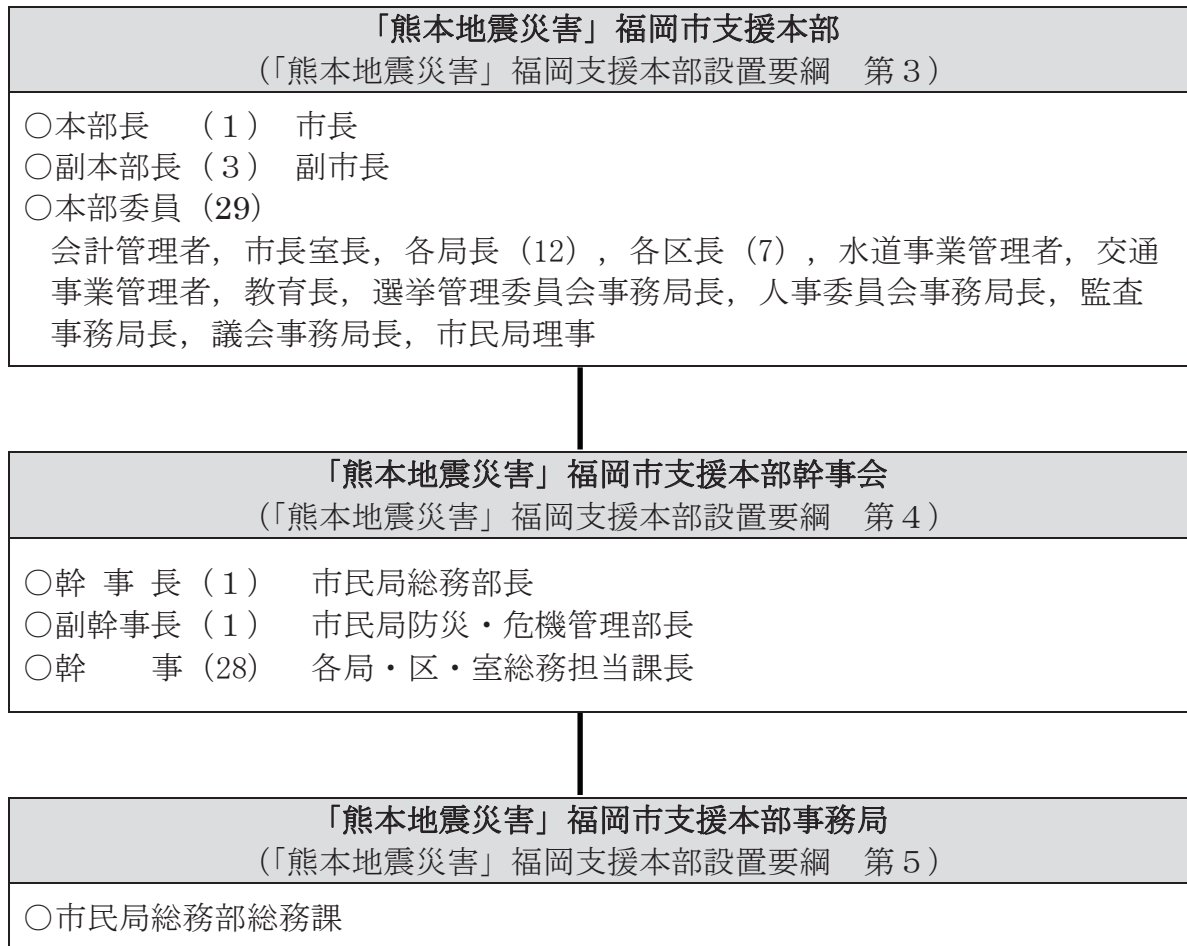 「熊本地震災害」福岡市支援本部
（「熊本地震災害」福岡支援本部設置要綱　第３）
○本部長　（１）　市長
○副本部長（３）　副市長
○本部委員（29）
会計管理者，市長室長，各局長（12），各区長（7），水道事業管理者，交通
事業管理者，教育長，選挙管理委員会事務局長，人事委員会事務局長，監査
事務局長，議会事務局長，市民局理事
「熊本地震災害」福岡市支援本部幹事会
（「熊本地震災害」福岡支援本部設置要綱　第４）
○幹 事 長（１）　市民局総務部長
○副幹事長（１）　市民局防災・危機管理部長
○幹　　事（28）　各局・区・室総務担当課長
「熊本地震災害」福岡市支援本部事務局
（「熊本地震災害」福岡支援本部設置要綱　第５）
○市民局総務部総務課